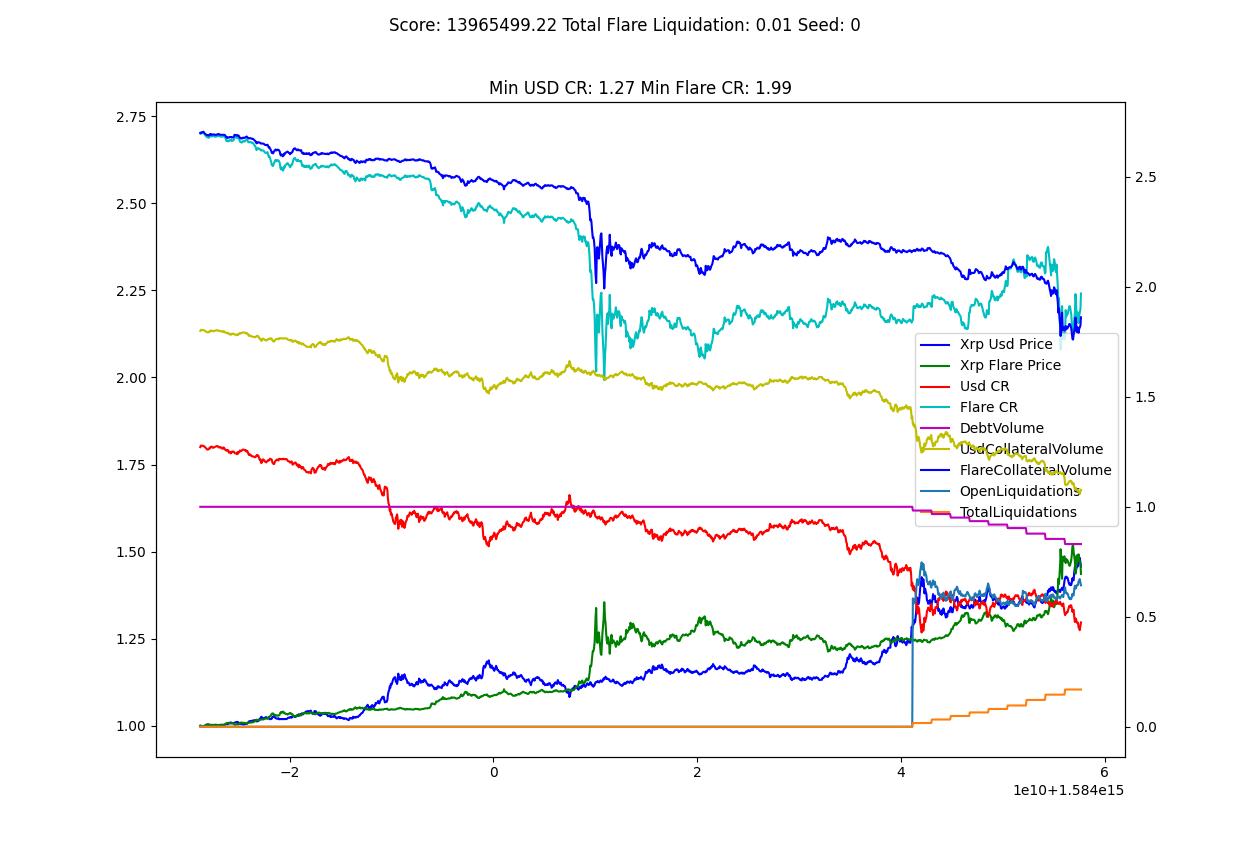 Score: 13965499.22 Total Flare Liquidation: 0.01 Seed: 0
Min USD CR: 1.27 Min Flare CR: 1.99
2.75
2.50
2.25
2.00
1.75
1.50
1.25
1.00
2.5
2.0
1.5
1.0
0.5
0.0
Xrp Usd Price
Xrp Flare Price
Usd CR
Flare CR
DebtVolume
UsdCollateralVolume
FlareCollateralVolume
OpenLiquidations
TotalLiquidations
−2 0 2 4 6
1e10+1.584e15